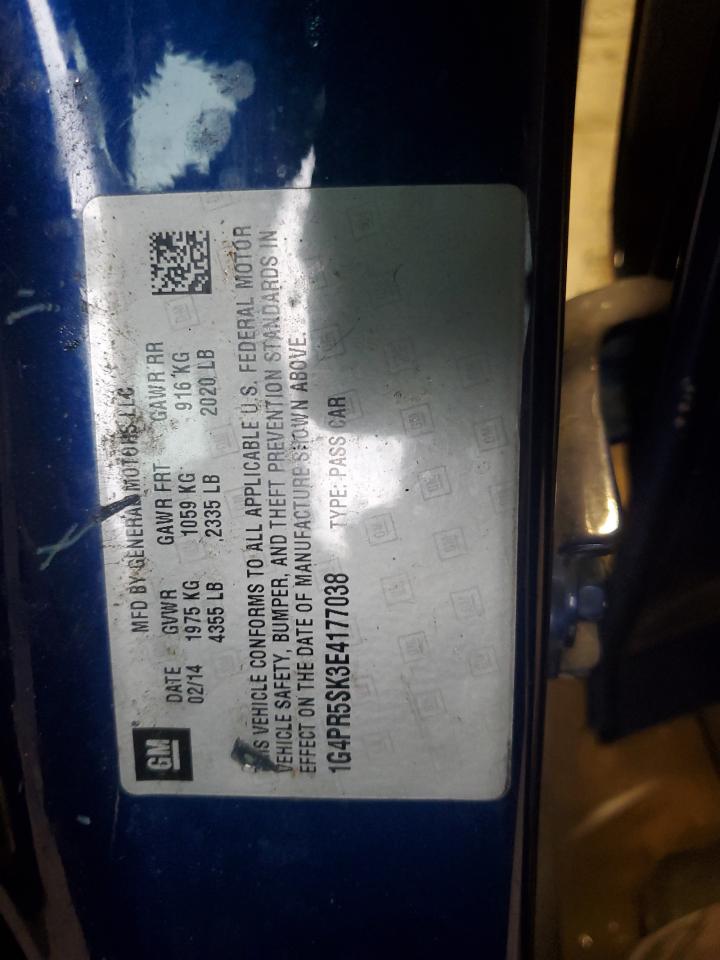 GM
MFD BY GENERAL MOTORS LLC
DATE GVWR GAWR FRT GAWR RR
02/14 1975 KG 1059 KG 916 KG
4355 LB 2335 LB 2020 LB
THIS VEHICLE CONFORMS TO ALL APPLICABLE U.S. FEDERAL MOTOR
VEHICLE SAFETY, BUMPER, AND THEFT PREVENTION STANDARDS IN
EFFECT ON THE DATE OF MANUFACTURE SHOWN ABOVE.
1G4PR5SK3E4177038 TYPE: PASS CAR